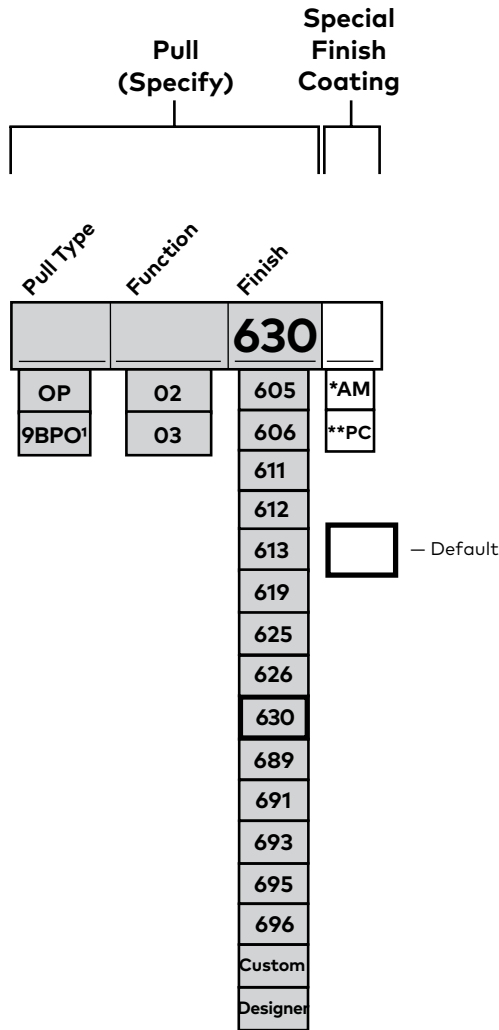 Pull
(Specify)
Special
Finish
Coating
Pull Type
Function
Finish
630
OP
02
605
*AM
9BPO¹
03
606
**PC
611
612
613
— Default
619
625
626
630
689
691
693
695
696
Custom
Designer